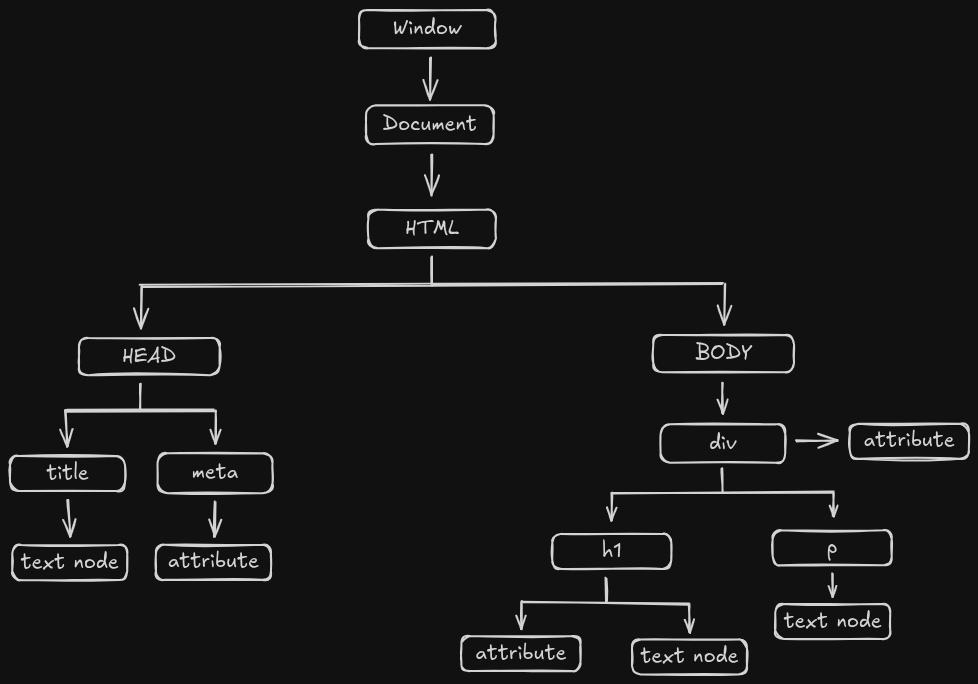 Window
Document
HTML
HEAD
BODY
div
attribute
title
meta
h1
p
text node
attribute
text node
attribute
text node